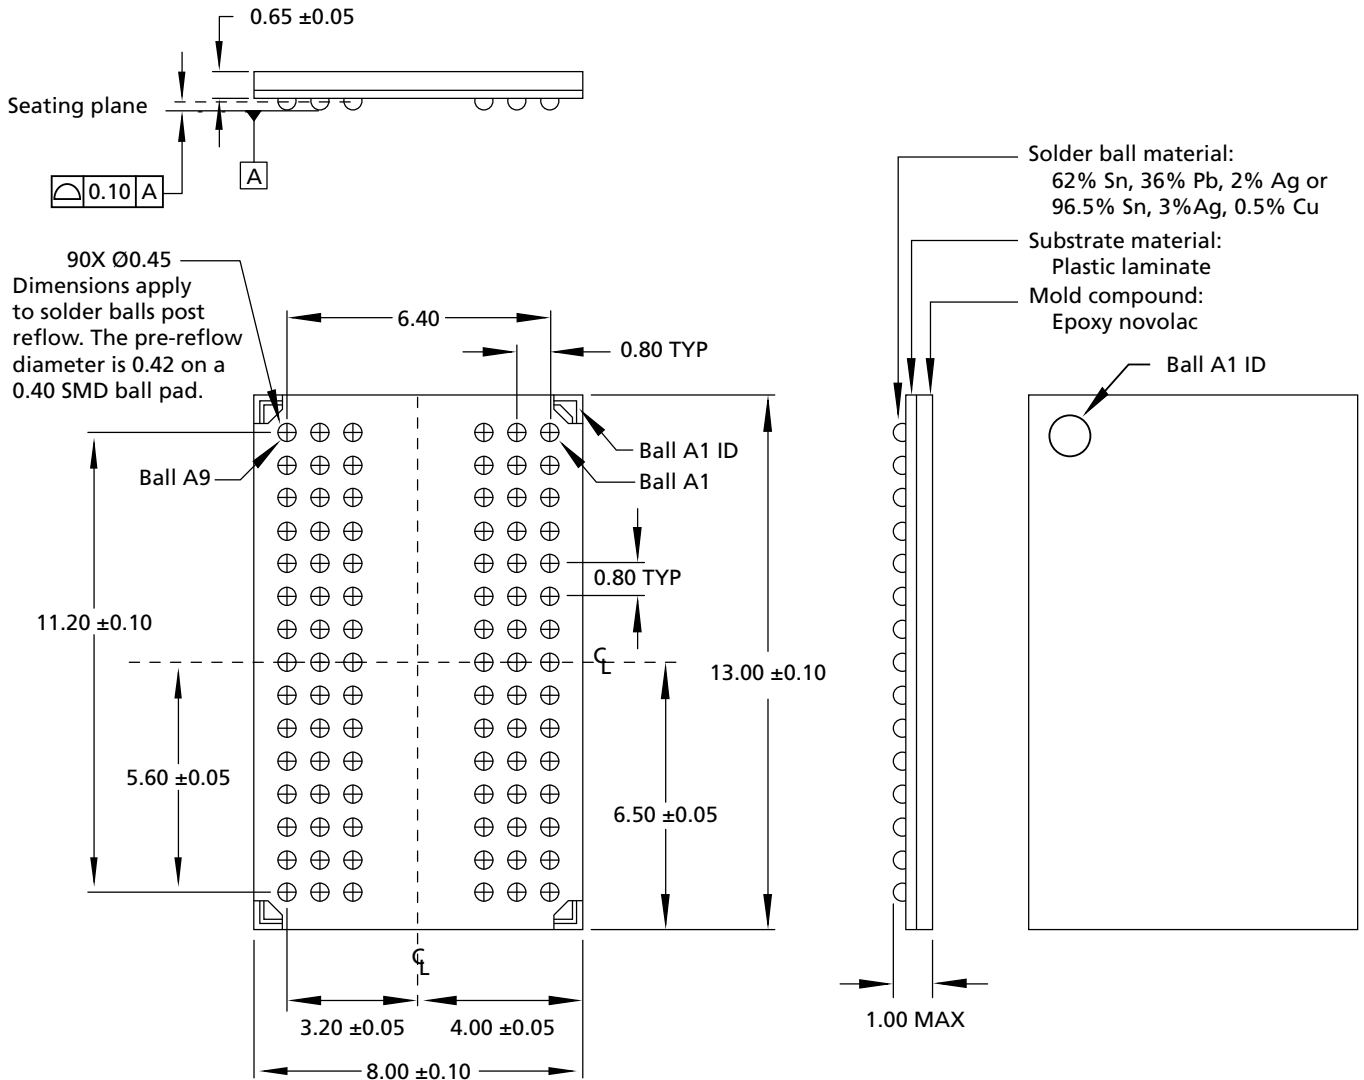 0.65 ±0.05
Seating plane
0.10 A
A
Solder ball material:
62% Sn, 36% Pb, 2% Ag or
96.5% Sn, 3%Ag, 0.5% Cu
Substrate material:
Plastic laminate
Mold compound:
Epoxy novolac
90X Ø0.45
Dimensions apply
to solder balls post
reflow. The pre-reflow
diameter is 0.42 on a
0.40 SMD ball pad.
6.40
0.80 TYP
Ball A1 ID
Ball A1 ID
Ball A9
Ball A1
0.80 TYP
11.20 ±0.10
CL
13.00 ±0.10
5.60 ±0.05
6.50 ±0.05
CL
3.20 ±0.05
4.00 ±0.05
1.00 MAX
8.00 ±0.10